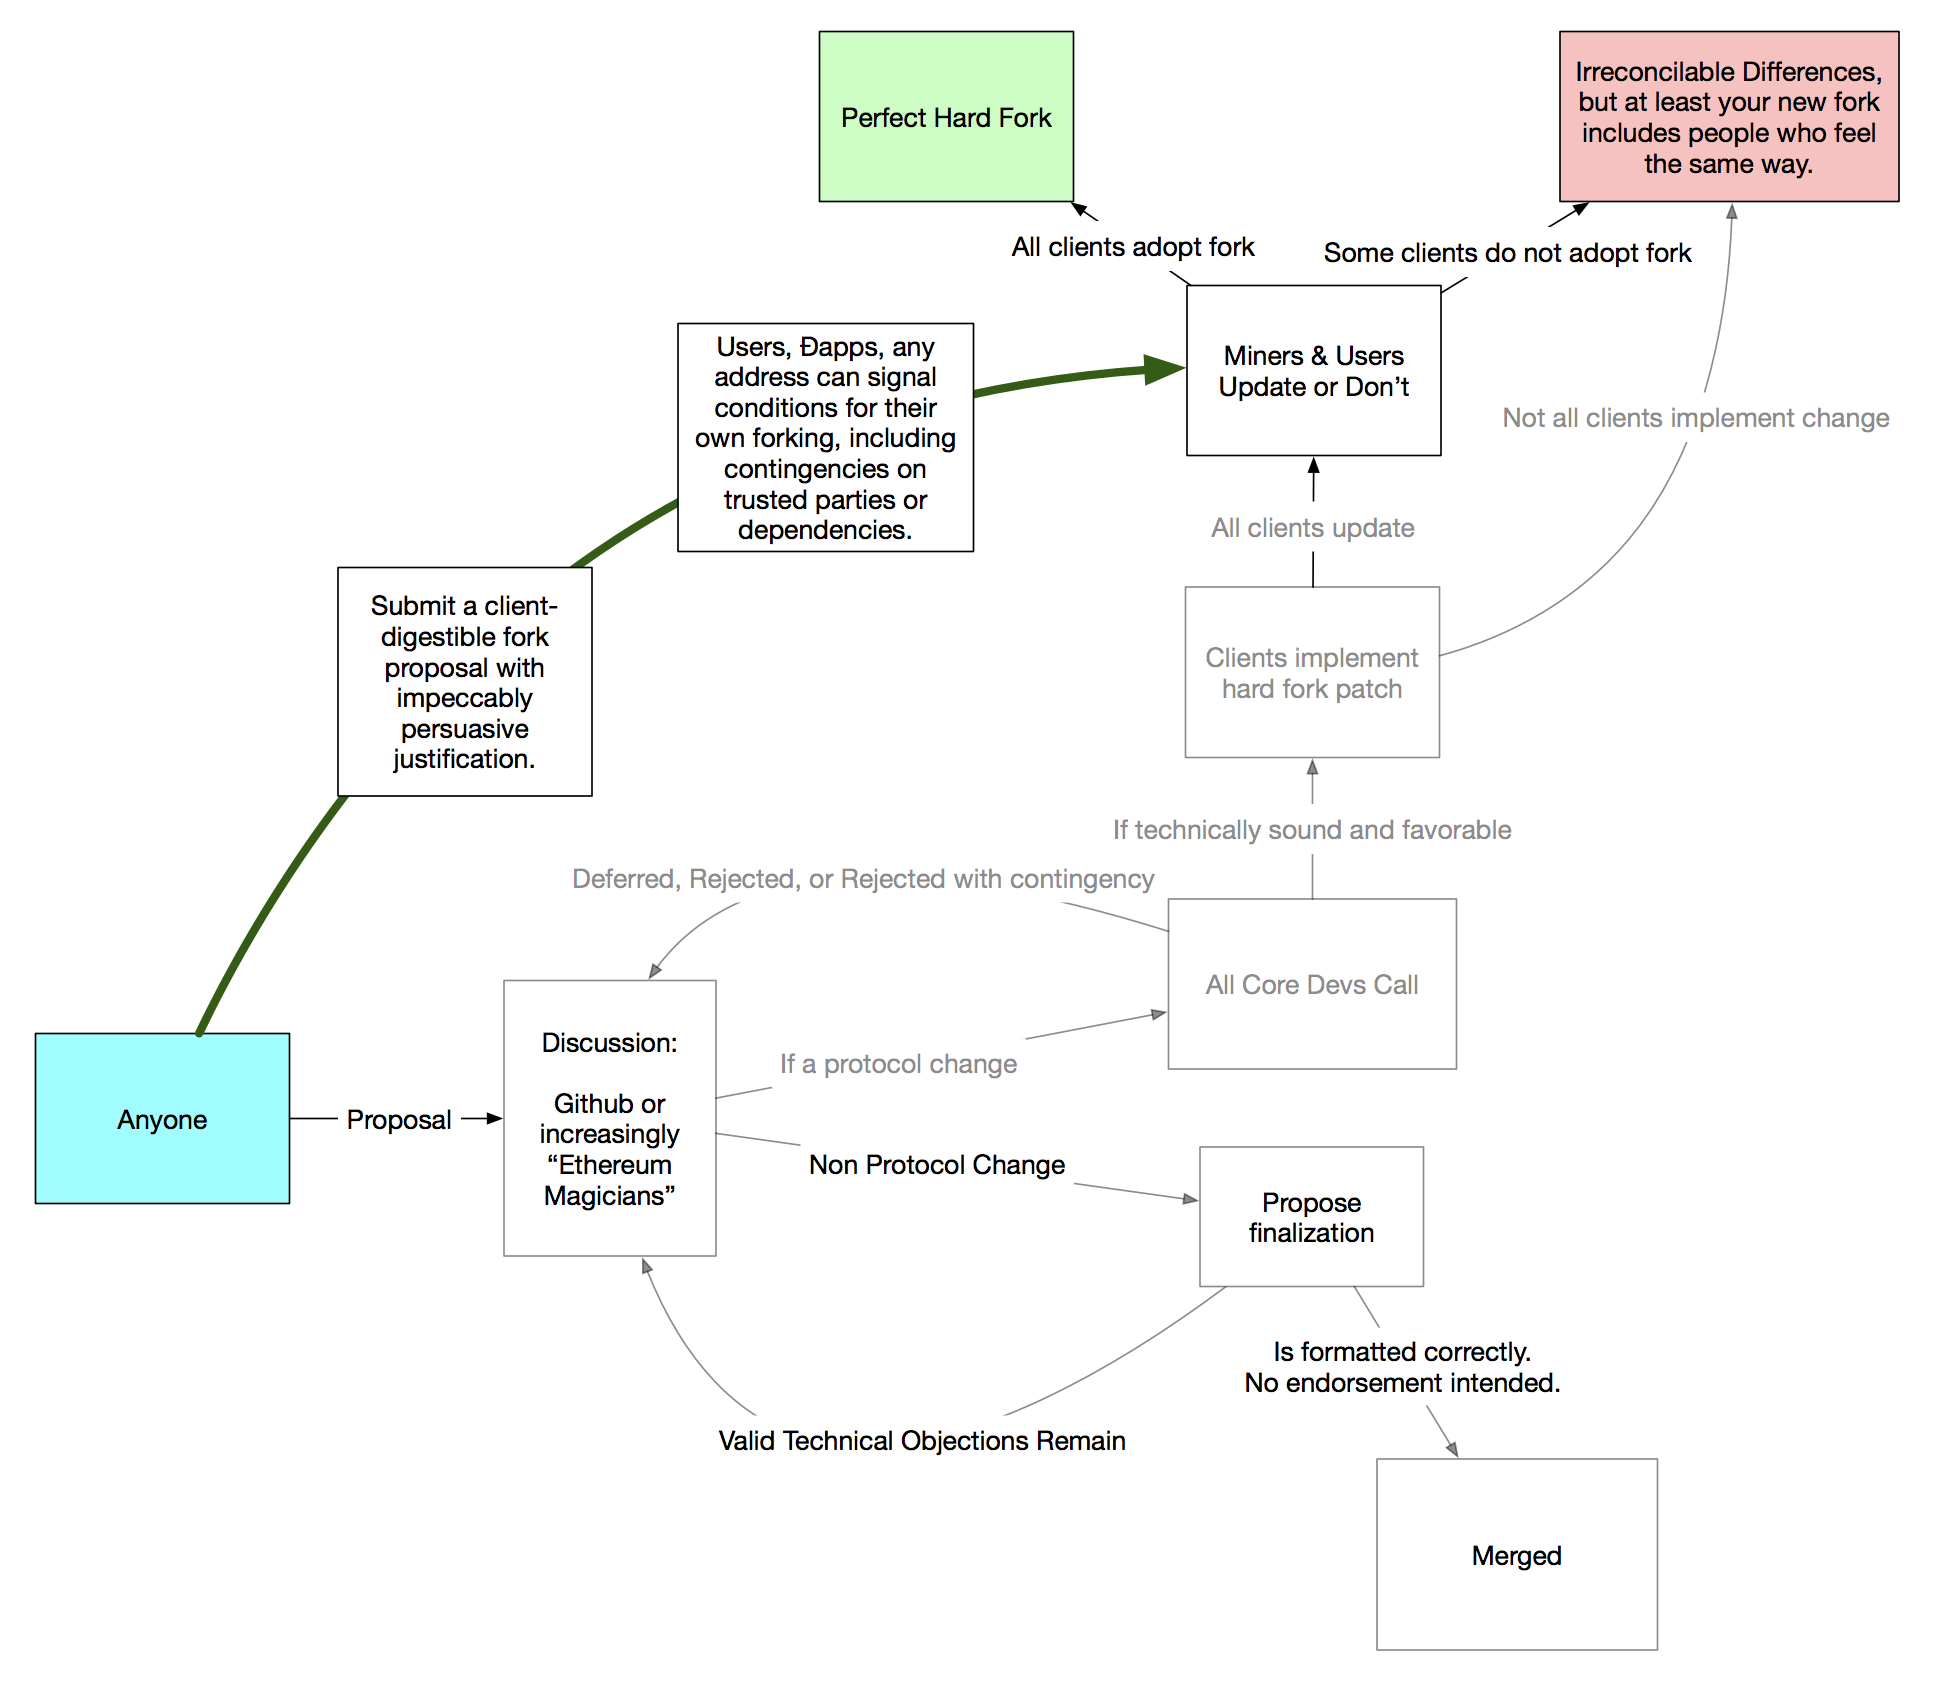 Perfect Hard Fork
Irreconcilable Differences,
but at least your new fork
includes people who feel
the same way.
All clients adopt fork
Some clients do not adopt fork
Users, Ðapps, any
address can signal
conditions for their
own forking, including
contingencies on
trusted parties or
dependencies.
Miners & Users
Update or Don’t
Not all clients implement change
All clients update
Submit a client-
digestible fork
proposal with
impeccably
persuasive
justification.
Clients implement
hard fork patch
If technically sound and favorable
Deferred, Rejected, or Rejected with contingency
All Core Devs Call
Discussion:
Github or
increasingly
“Ethereum
Magicians”
If a protocol change
Anyone
Proposal
Non Protocol Change
Propose
finalization
Is formatted correctly.
No endorsement intended.
Valid Technical Objections Remain
Merged